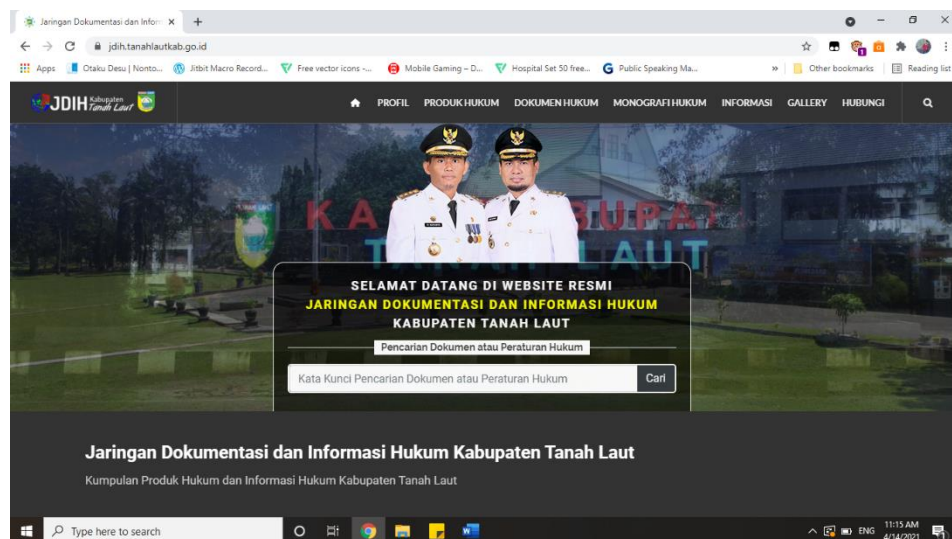 Jaringan Dokumentasi dan Inform
jdih.tanahlautkab.go.id
Apps Otaku Desu | Nonto... Jitbit Macro Record... Free vector icons -... Mobile Gaming – D... Hospital Set 50 free... Public Speaking Ma... » Other bookmarks Reading list
JDIH Kabupaten Tanah Laut
PROFIL PRODUK HUKUM DOKUMEN HUKUM MONOGRAFI HUKUM INFORMASI GALLERY HUBUNGI
TANAH LAUT
SELAMAT DATANG DI WEBSITE RESMI
JARINGAN DOKUMENTASI DAN INFORMASI HUKUM
KABUPATEN TANAH LAUT
Pencarian Dokumen atau Peraturan Hukum
Kata Kunci Pencarian Dokumen atau Peraturan Hukum Cari
Jaringan Dokumentasi dan Informasi Hukum Kabupaten Tanah Laut
Kumpulan Produk Hukum dan Informasi Hukum Kabupaten Tanah Laut
Type here to search ENG 11:15 AM
4/14/2021